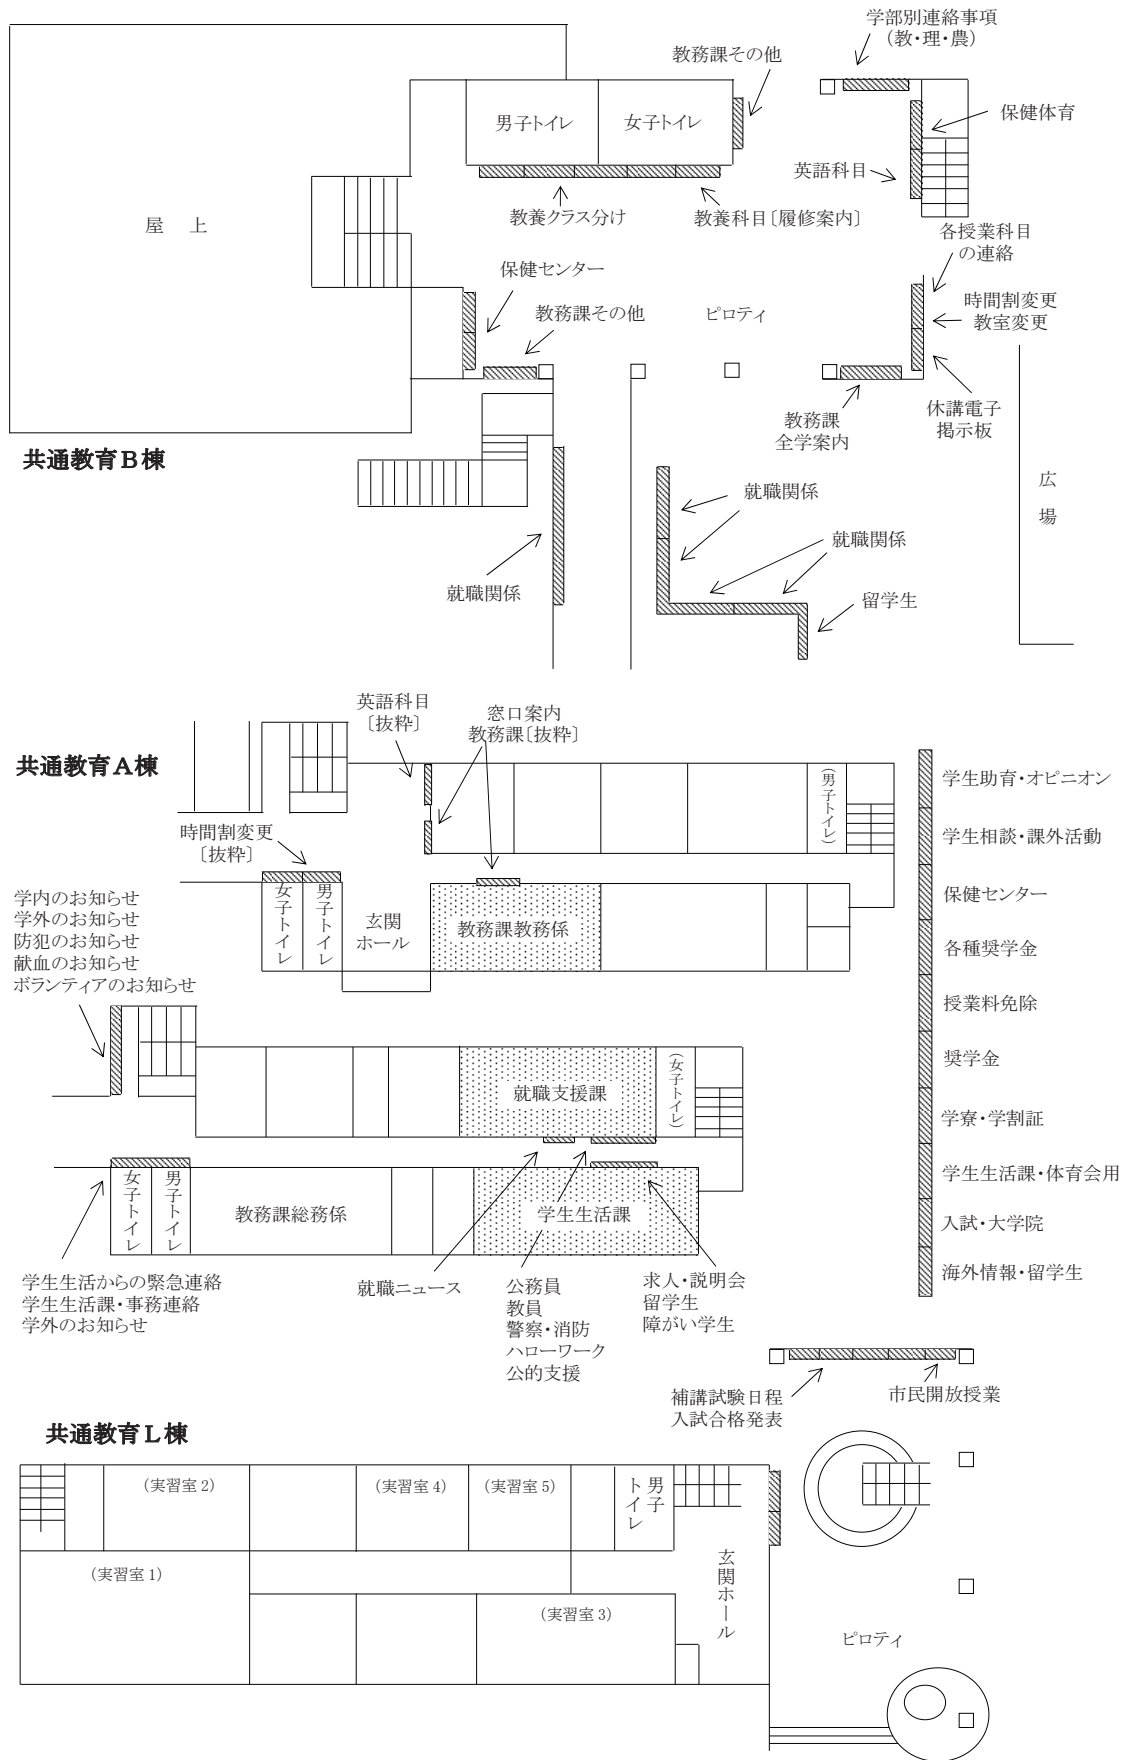 学部別連絡事項
(教・理・農)
教務課その他
男子トイレ
女子トイレ
保健体育
英語科目
教養クラス分け
教養科目〔履修案内〕
屋 上
各授業科目
の連絡
保健センター
時間割変更
教室変更
教務課その他
ピロティ
休講電子
掲示板
教務課
全学案内
共通教育B棟
広
場
就職関係
就職関係
就職関係
留学生
英語科目
〔抜粋〕
窓口案内
教務課〔抜粋〕
共通教育A棟
(男子トイレ)
学生助育・オピニオン
時間割変更
〔抜粋〕
学生相談・課外活動
学内のお知らせ
学外のお知らせ
防犯のお知らせ
献血のお知らせ
ボランティアのお知らせ
女子トイレ
男子トイレ
玄関
ホール
教務課教務係
保健センター
各種奨学金
授業料免除
奨学金
就職支援課
(女子トイレ)
学寮・学割証
学生生活課・体育会用
女子トイレ
男子トイレ
教務課総務係
学生生活課
入試・大学院
海外情報・留学生
学生生活からの緊急連絡
学生生活課・事務連絡
学外のお知らせ
就職ニュース
公務員
教員
警察・消防
ハローワーク
公的支援
求人・説明会
留学生
障がい学生
補講試験日程
入試合格発表
市民開放授業
共通教育L棟
(実習室2)
(実習室4)
(実習室5)
男子
トイレ
(実習室1)
玄関ホール
(実習室3)
ピロティ